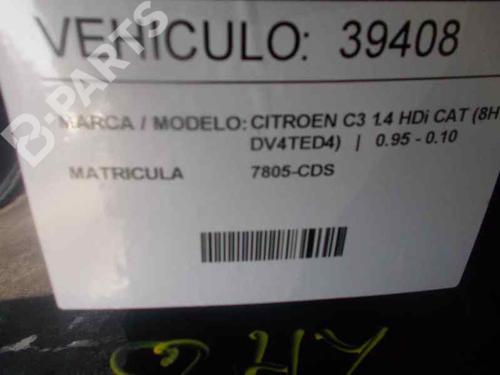 VEHICULO: 39408
MARCA / MODELO: CITROEN C3 1.4 HDi CAT (8H
DV4TED4) | 0.95 - 0.10
MATRICULA 7805-CDS
B-PARTS